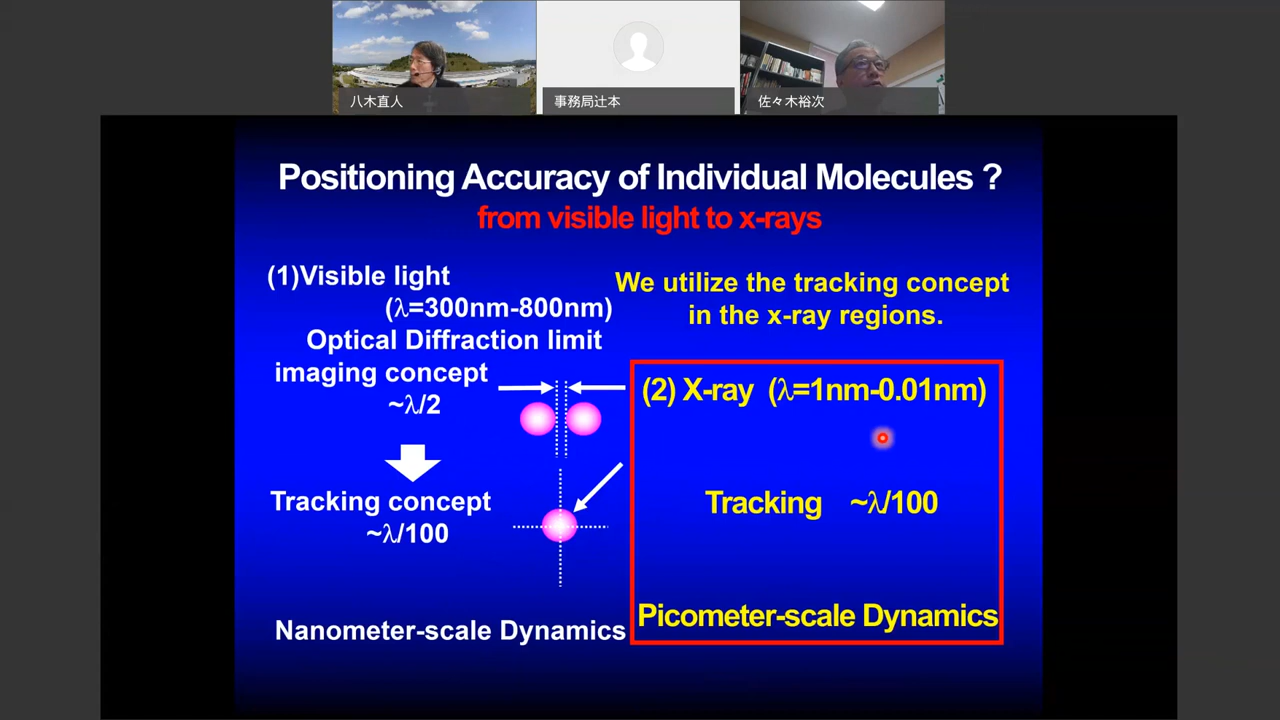 八木直人
事務局辻本
佐々木裕次
Positioning Accuracy of Individual Molecules ?
from visible light to x-rays
(1)Visible light
(λ=300nm-800nm)
Optical Diffraction limit
imaging concept
~λ/2
Tracking concept
~λ/100
Nanometer-scale Dynamics
We utilize the tracking concept
in the x-ray regions.
(2) X-ray (λ=1nm-0.01nm)
Tracking ~λ/100
Picometer-scale Dynamics